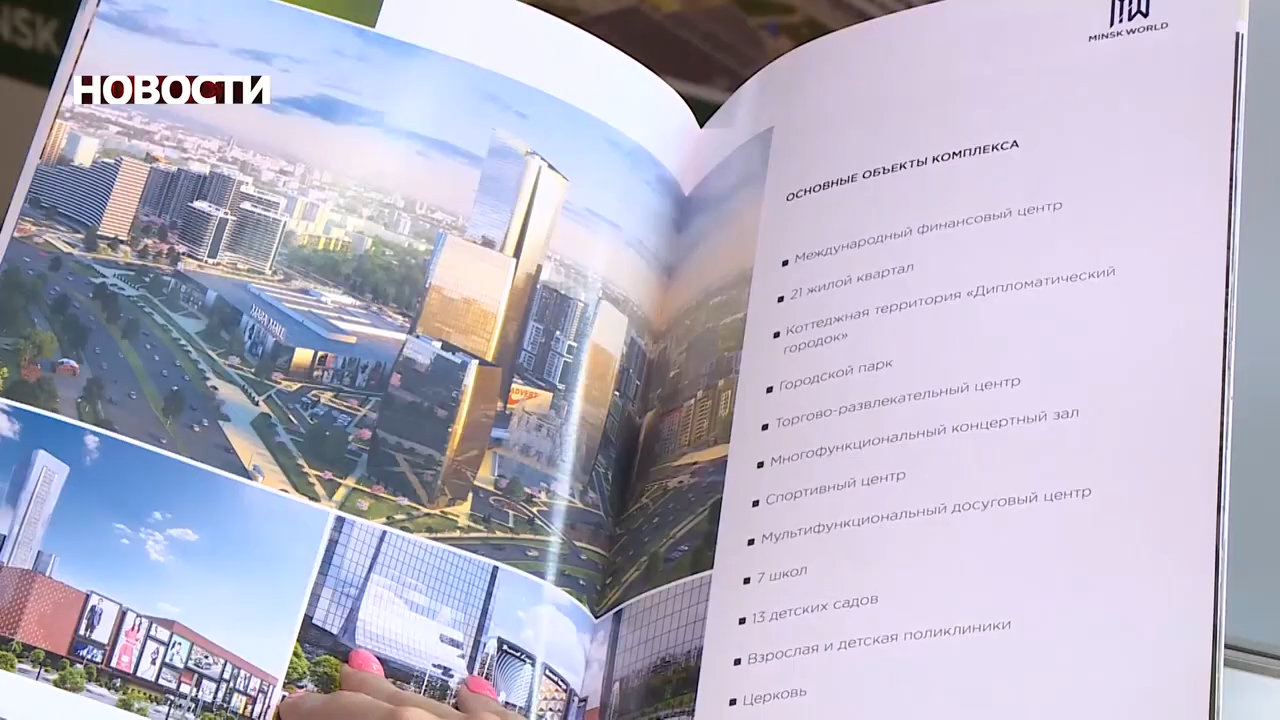 NSK
НОВОСТИ
MINSK WORLD
ОСНОВНЫЕ ОБЪЕКТЫ КОМПЛЕКСА
Международный финансовый центр
21 жилой квартал
Коттеджная территория «Дипломатический
городок»
Городской парк
Торгово-развлекательный центр
Многофункциональный концертный зал
Спортивный центр
Мультифункциональный досуговый центр
7 школ
13 детских садов
Взрослая и детская поликлиники
Церковь
ADVERT